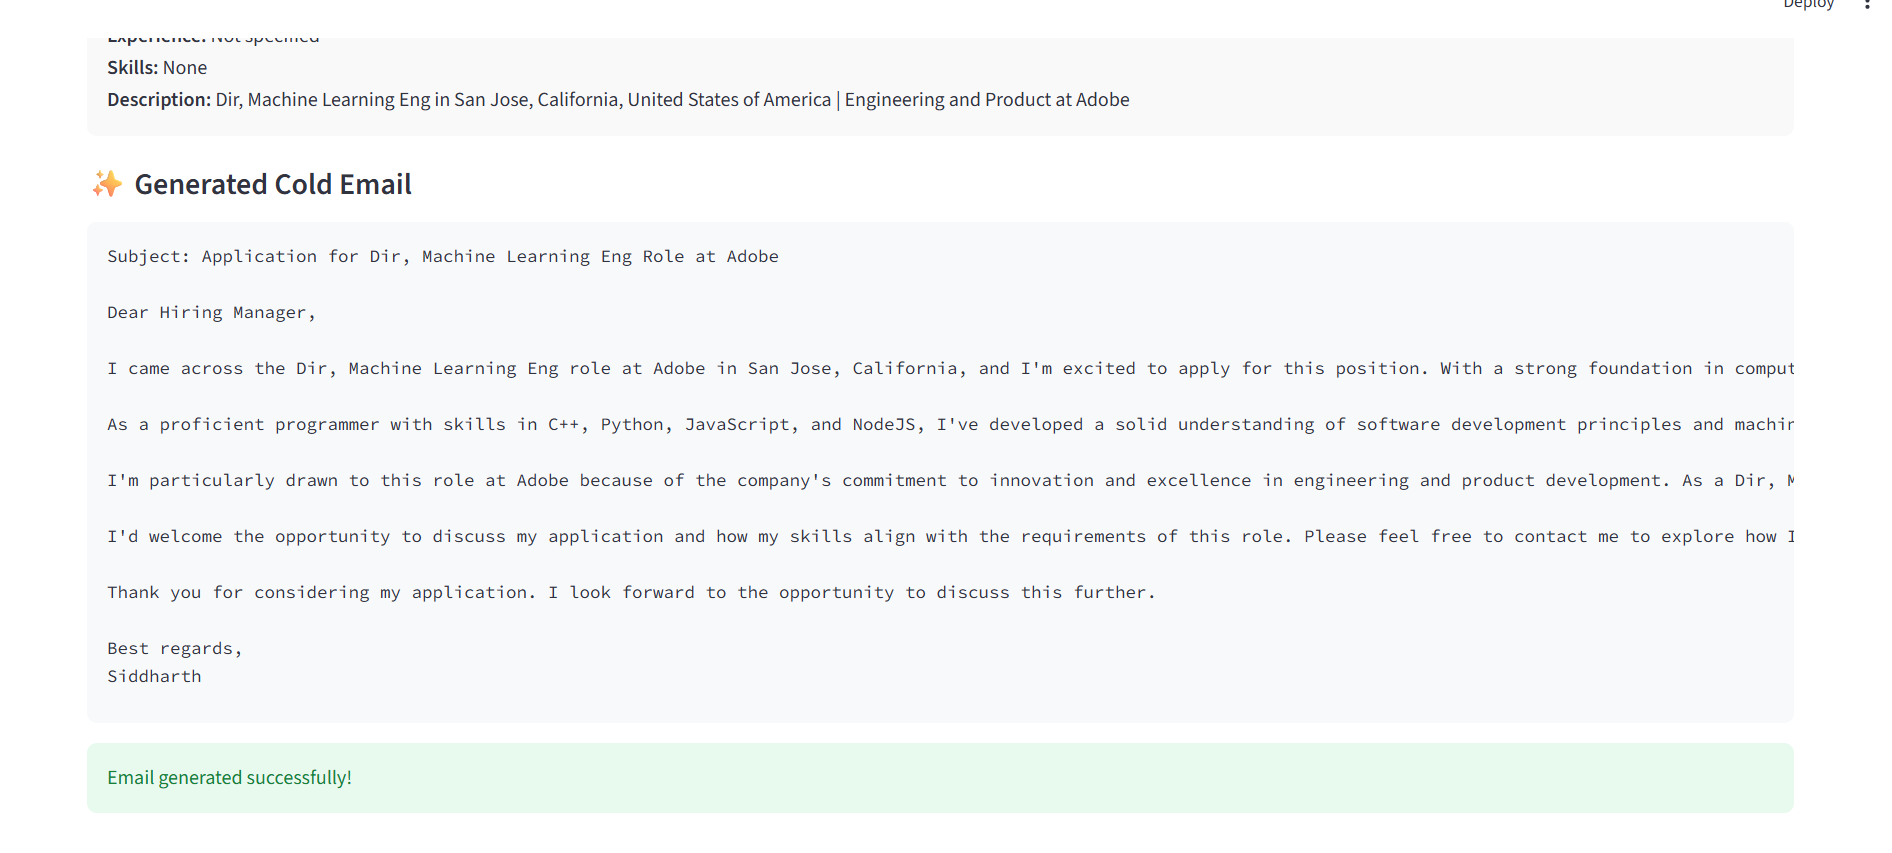 Deploy
Experience: Not specified
Skills: None
Description: Dir, Machine Learning Eng in San Jose, California, United States of America | Engineering and Product at Adobe
Generated Cold Email
Subject: Application for Dir, Machine Learning Eng Role at Adobe
Dear Hiring Manager,
I came across the Dir, Machine Learning Eng role at Adobe in San Jose, California, and I'm excited to apply for this position. With a strong foundation in comput
As a proficient programmer with skills in C++, Python, JavaScript, and NodeJS, I've developed a solid understanding of software development principles and machin
I'm particularly drawn to this role at Adobe because of the company's commitment to innovation and excellence in engineering and product development. As a Dir, M
I'd welcome the opportunity to discuss my application and how my skills align with the requirements of this role. Please feel free to contact me to explore how I
Thank you for considering my application. I look forward to the opportunity to discuss this further.
Best regards,
Siddharth
Email generated successfully!